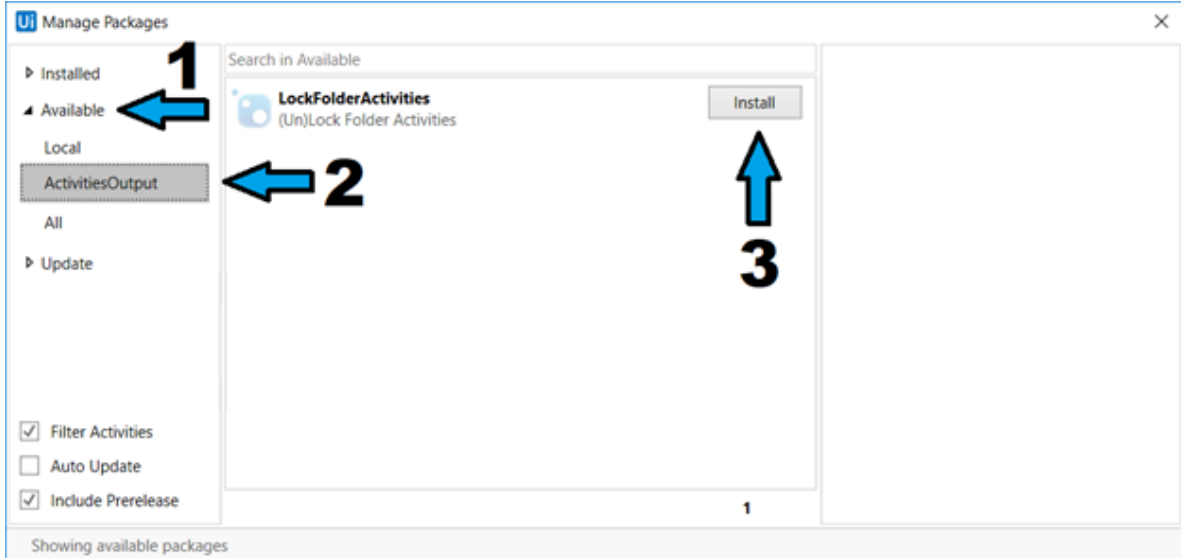 Ui Manage Packages
Installed
1
Available
Local
ActivitiesOutput
2
All
Update
Filter Activities
Auto Update
Include Prerelease
Search in Available
LockFolderActivities
(Un)Lock Folder Activities
Install
3
1
Showing available packages